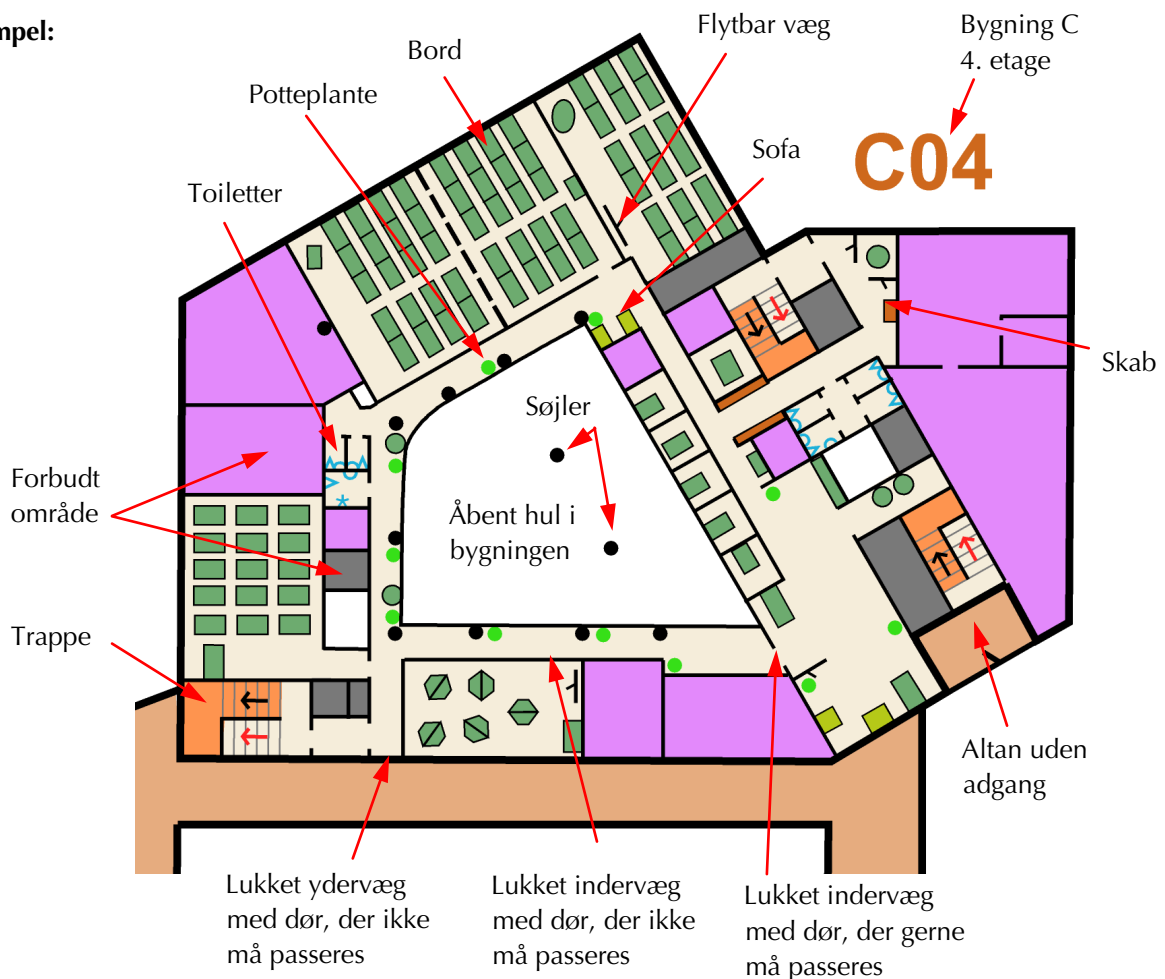 mpel:
Flytbar væg
Bygning C
4. etage
Bord
Potteplante
C04
Sofa
Toiletter
Skab
Søjler
Forbudt
område
Åbent hul i
bygningen
Trappe
Altan uden
adgang
Lukket ydervæg
med dør, der ikke
må passeres
Lukket indervæg
med dør, der ikke
må passeres
Lukket indervæg
med dør, der gerne
må passeres